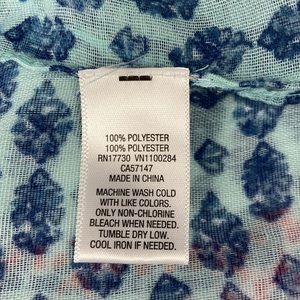 100% POLYESTER
100% POLYESTER
RN17730 VN1100284
CA57147
MADE IN CHINA
MACHINE WASH COLD
WITH LIKE COLORS.
ONLY NON-CHLORINE
BLEACH WHEN NEEDED.
TUMBLE DRY LOW.
COOL IRON IF NEEDED.